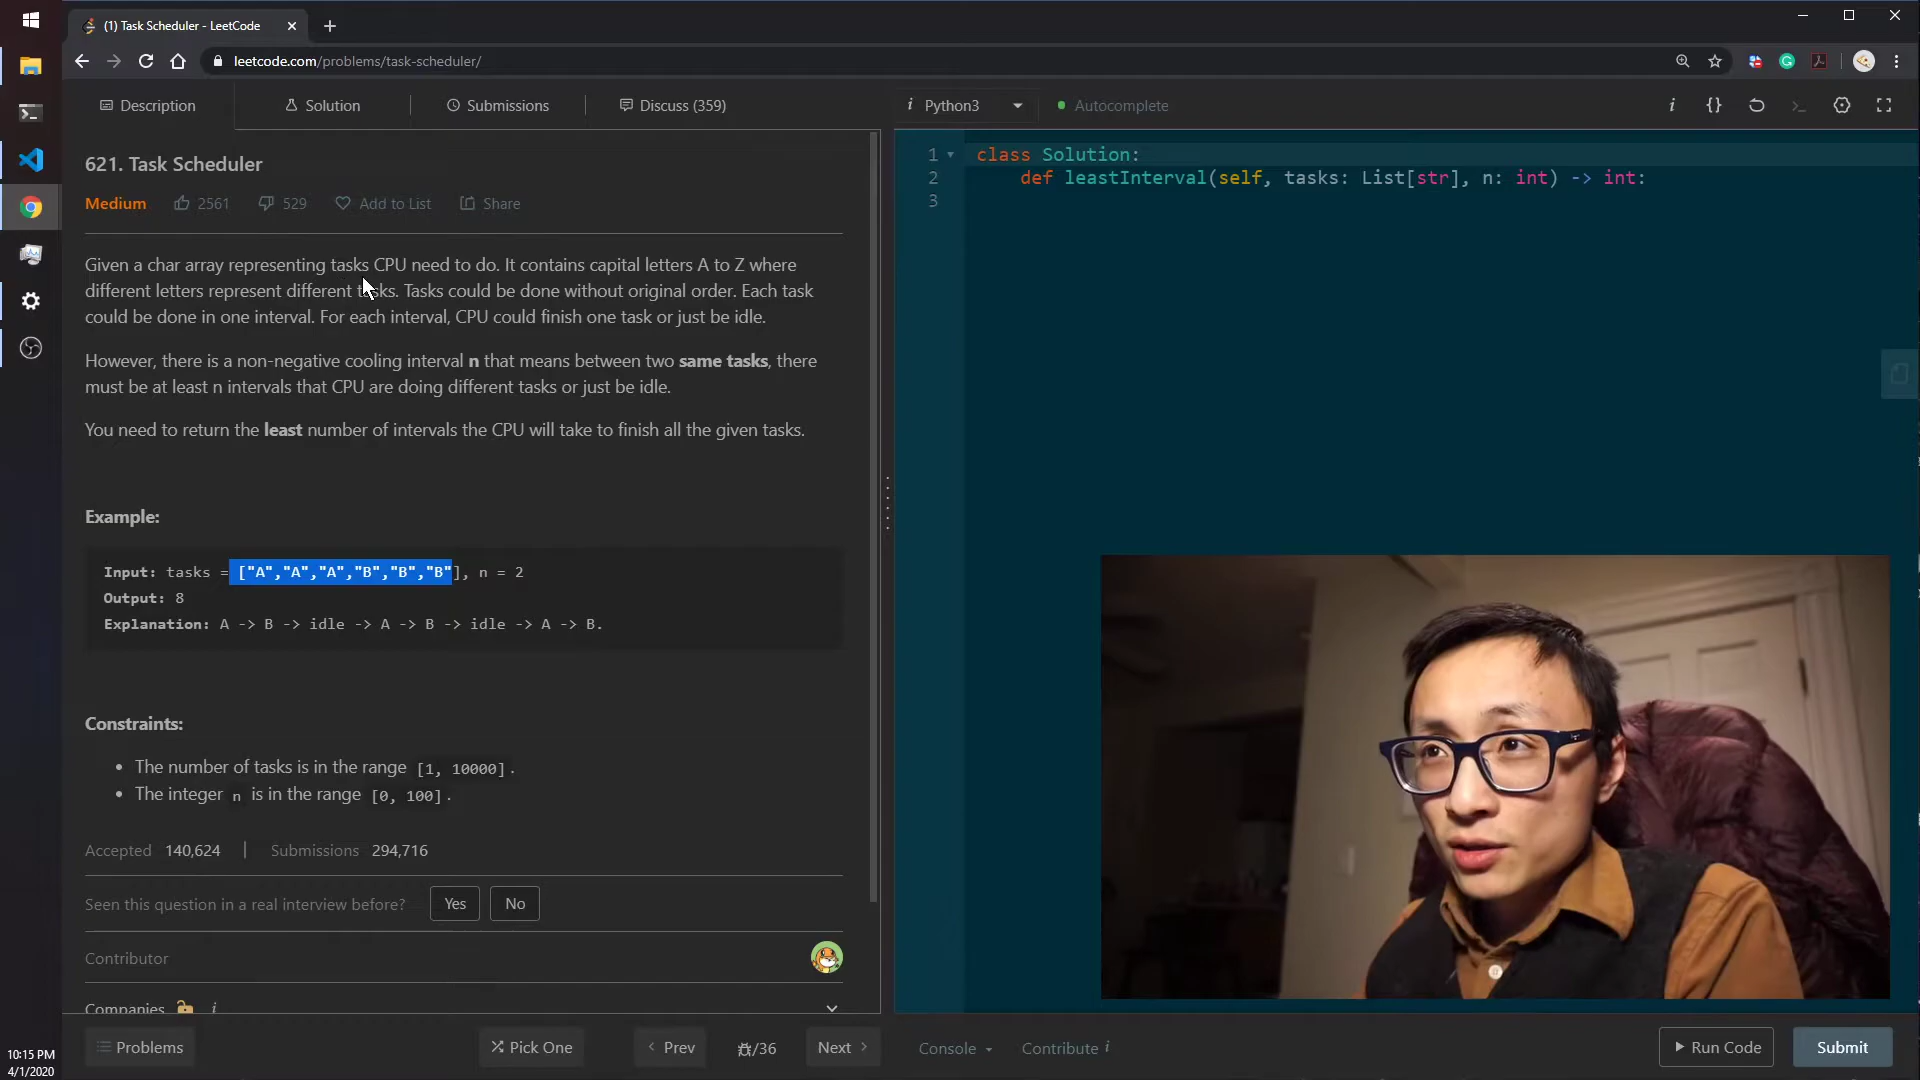 (1) Task Scheduler - LeetCode
leetcode.com/problems/task-scheduler/
Description
Solution
Submissions
Discuss (359)
i Python3
Autocomplete
i {}
621. Task Scheduler
Medium 2561 529 Add to List Share
Given a char array representing tasks CPU need to do. It contains capital letters A to Z where
different letters represent different tasks. Tasks could be done without original order. Each task
could be done in one interval. For each interval, CPU could finish one task or just be idle.
However, there is a non-negative cooling interval n that means between two same tasks, there
must be at least n intervals that CPU are doing different tasks or just be idle.
You need to return the least number of intervals the CPU will take to finish all the given tasks.
Example:
Input: tasks = ["A","A","A","B","B","B"], n = 2
Output: 8
Explanation: A -> B -> idle -> A -> B -> idle -> A -> B.
Constraints:
• The number of tasks is in the range [1, 10000].
• The integer n is in the range [0, 100].
Accepted 140,624 | Submissions 294,716
Seen this question in a real interview before? Yes No
Contributor
Companies i
Problems
Pick One
< Prev
/36
Next >
1 class Solution:
2 def leastInterval(self, tasks: List[str], n: int) -> int:
3
Console
Contribute i
Run Code
Submit
10:15 PM
4/1/2020